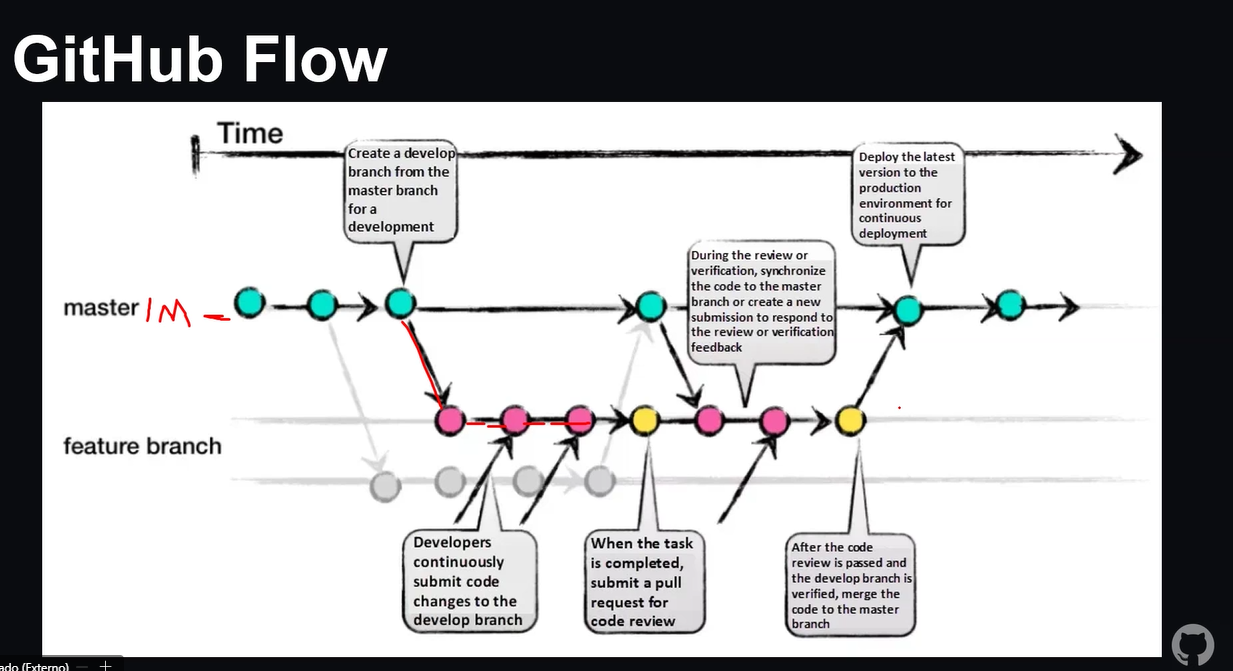 GitHub Flow
Time
Create a develop
branch from the
master branch
for a
development
Deploy the latest
version to the
production
environment for
continuous
deployment
During the review or
verification, synchronize
the code to the master
branch or create a new
submission to respond to
the review or verification
feedback
master /M
feature branch
Developers
continuously
submit code
changes to the
develop branch
When the task
is completed,
submit a pull
request for
code review
After the code
review is passed and
the develop branch is
verified, merge the
code to the master
branch
ado (Externo)